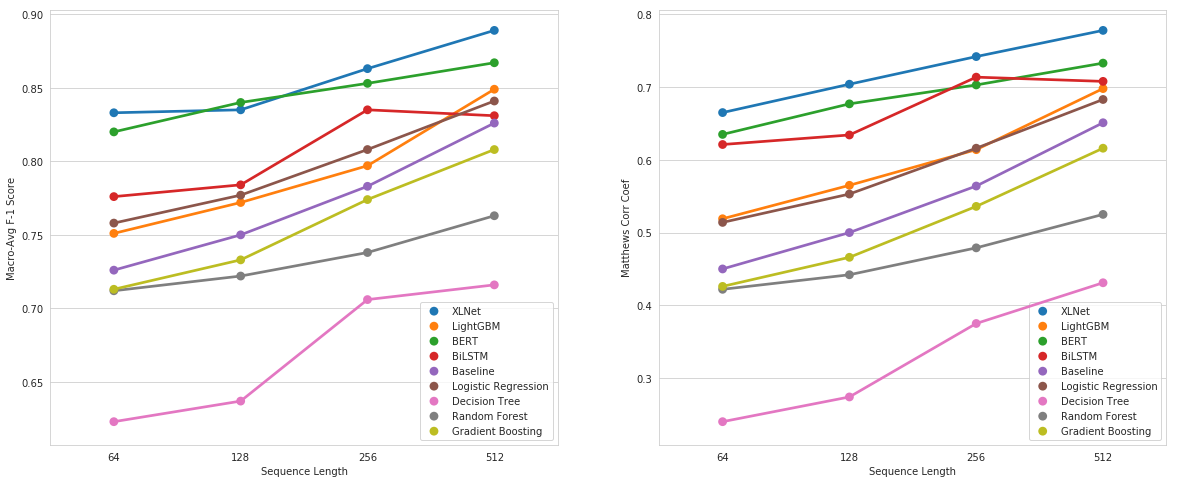 0.90
0.85
0.80
0.75
0.70
0.65
Macro-Avg F-1 Score
64 128 256 512
Sequence Length
XLNet
LightGBM
BERT
BiLSTM
Baseline
Logistic Regression
Decision Tree
Random Forest
Gradient Boosting
0.8
0.7
0.6
0.5
0.4
0.3
Matthews Corr Coef
64 128 256 512
Sequence Length
XLNet
LightGBM
BERT
BiLSTM
Baseline
Logistic Regression
Decision Tree
Random Forest
Gradient Boosting